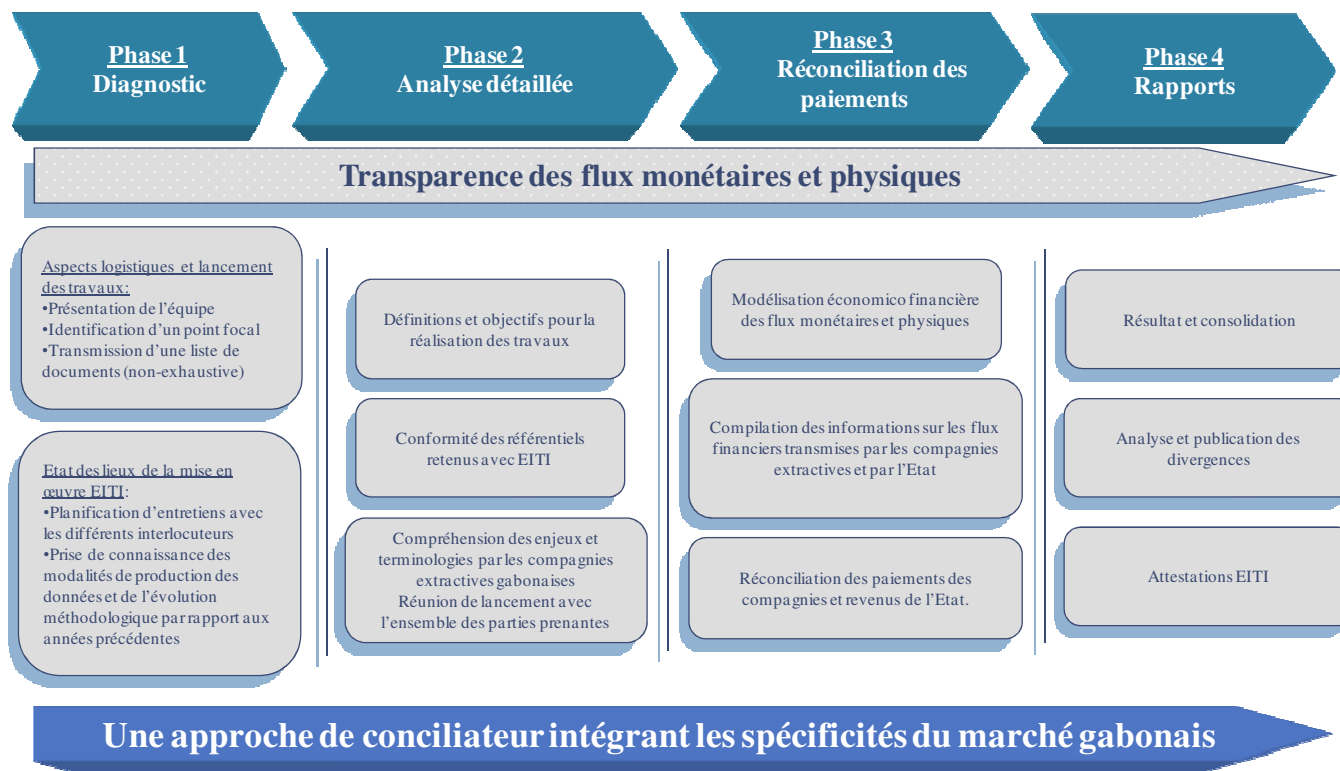 Phase 1
Diagnostic
Phase 2
Analyse détaillée
Phase 3
Réconciliation des
paiements
Phase 4
Rapports
Transparence des flux monétaires et physiques
Aspects logistiques et lancement
des travaux:
•Présentation de l'équipe
•Identification d'un point focal
•Transmission d'une liste de
documents (non-exhaustive)
Etat des lieux de la mise en
œuvre EITI:
•Planification d'entretiens avec
les différents interlocuteurs
•Prise de connaissance des
modalités de production des
données et de l'évolution
méthodologique par rapport aux
années précédentes
Définitions et objectifs pour la
réalisation des travaux
Conformité des référentiels
retenus avec EITI
Compréhension des enjeux et
terminologies par les compagnies
extractives gabonaises
Réunion de lancement avec
l'ensemble des parties prenantes
Modélisation économico financière
des flux monétaires et physiques
Compilation des informations sur les flux
financiers transmises par les compagnies
extractives et par l'Etat
Réconciliation des paiements des
compagnies et revenus de l'Etat.
Résultat et consolidation
Analyse et publication des
divergences
Attestations EITI
Une approche de conciliateur intégrant les spécificités du marché gabonais